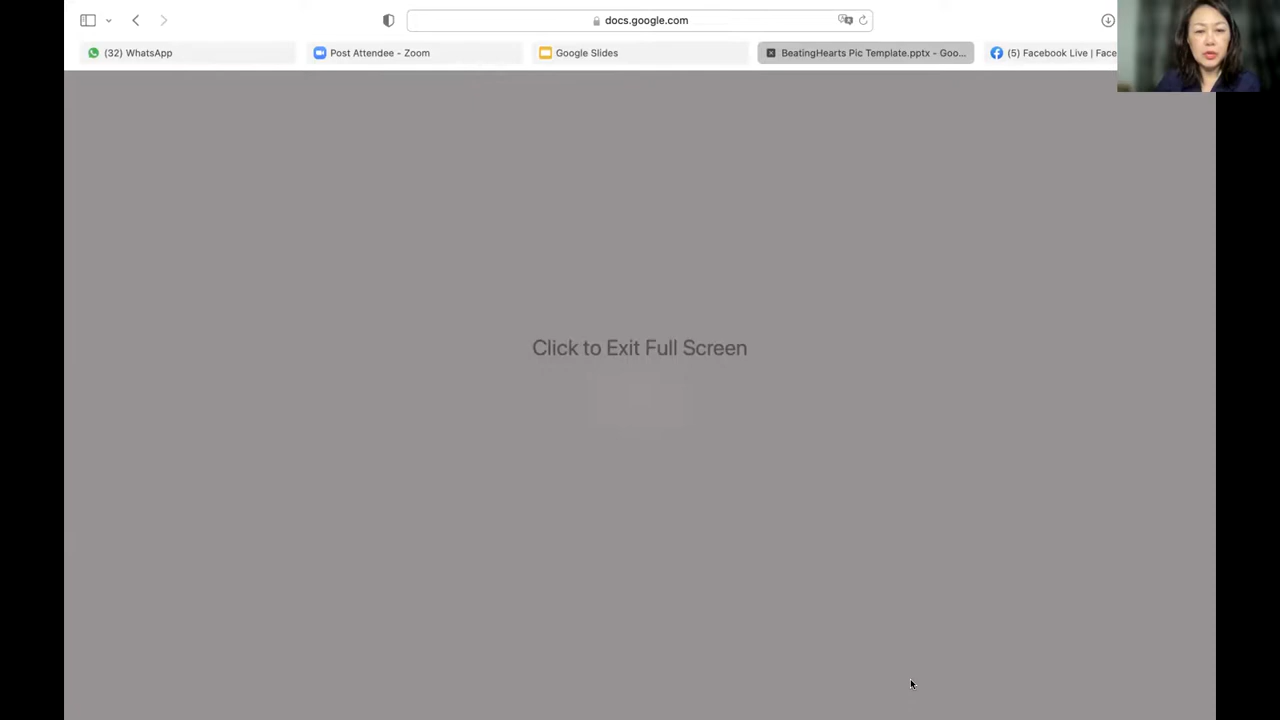 docs.google.com
(32) WhatsApp
Post Attendee - Zoom
Google Slides
BeatingHearts Pic Template.pptx - Goo...
(5) Facebook Live | Face
Click to Exit Full Screen